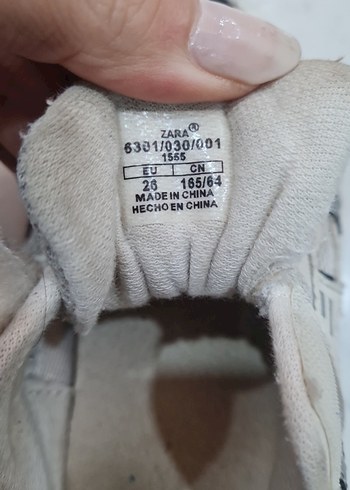 ZARA®
6301/030/001
1555
EU CN
26 165/64
MADE IN CHINA
HECHO EN CHINA